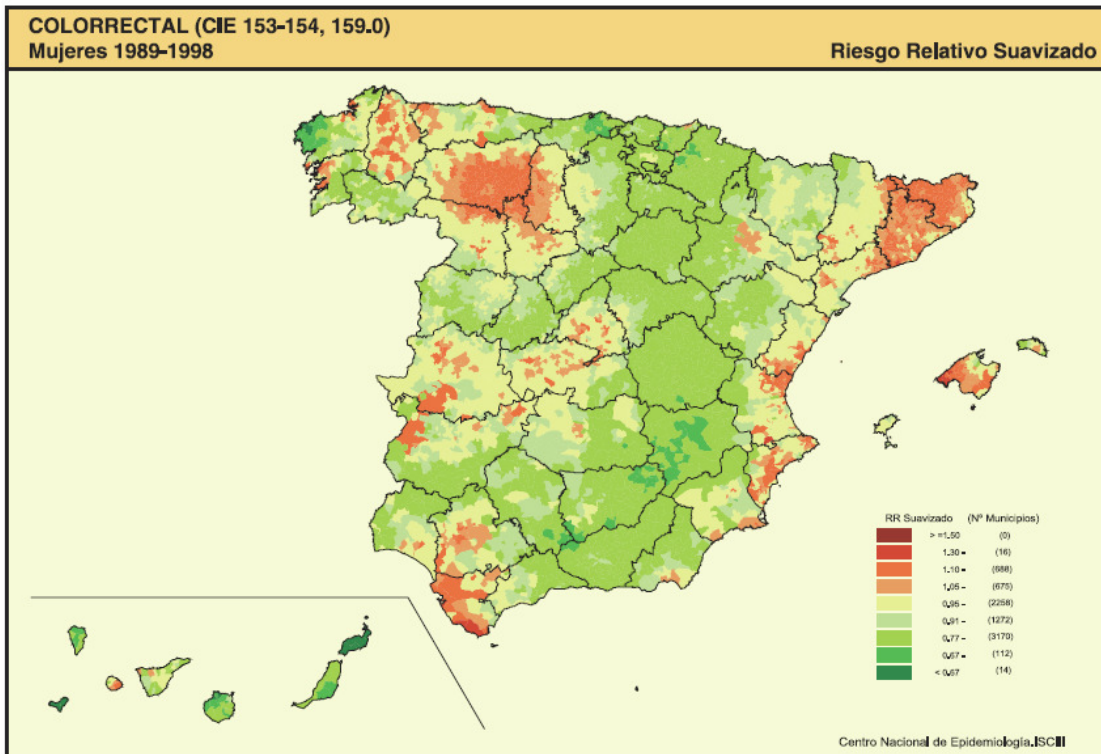 COLORRECTAL (CIE 153-154, 159.0)
Mujeres 1989-1998
Riesgo Relativo Suavizado
RR Suavizado (Nº Municipios)
> =1.50 (0)
1.30 - (16)
1.10 - (688)
1.05 - (675)
0.95 - (2258)
0.91 - (1272)
0.77 - (3170)
0.67 - (112)
< 0.67 (14)
Centro Nacional de Epidemiología.ISCIII